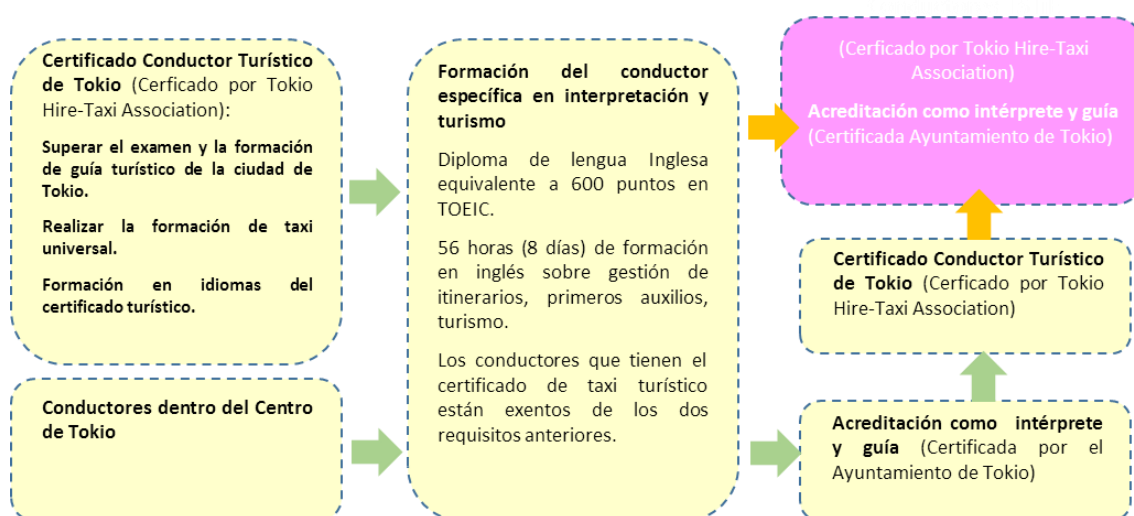 Certificado Conductor Turístico
de Tokio (Cerficado por Tokio
Hire-Taxi Association):
Superar el examen y la formación
de guía turístico de la ciudad de
Tokio.
Realizar la formación de taxi
universal.
Formación en idiomas del
certificado turístico.
Conductores dentro del Centro
de Tokio
Formación del conductor
específica en interpretación y
turismo
Diploma de lengua Inglesa
equivalente a 600 puntos en
TOEIC.
56 horas (8 días) de formación
en inglés sobre gestión de
itinerarios, primeros auxilios,
turismo.
Los conductores que tienen el
certificado de taxi turístico
están exentos de los dos
requisitos anteriores.
(Cerficado por Tokio Hire-Taxi
Association)
Acreditación como intérprete y guía
(Certificada Ayuntamiento de Tokio)
Certificado Conductor Turístico
de Tokio (Cerficado por Tokio
Hire-Taxi Association)
Acreditación como intérprete
y guía (Certificada por el
Ayuntamiento de Tokio)